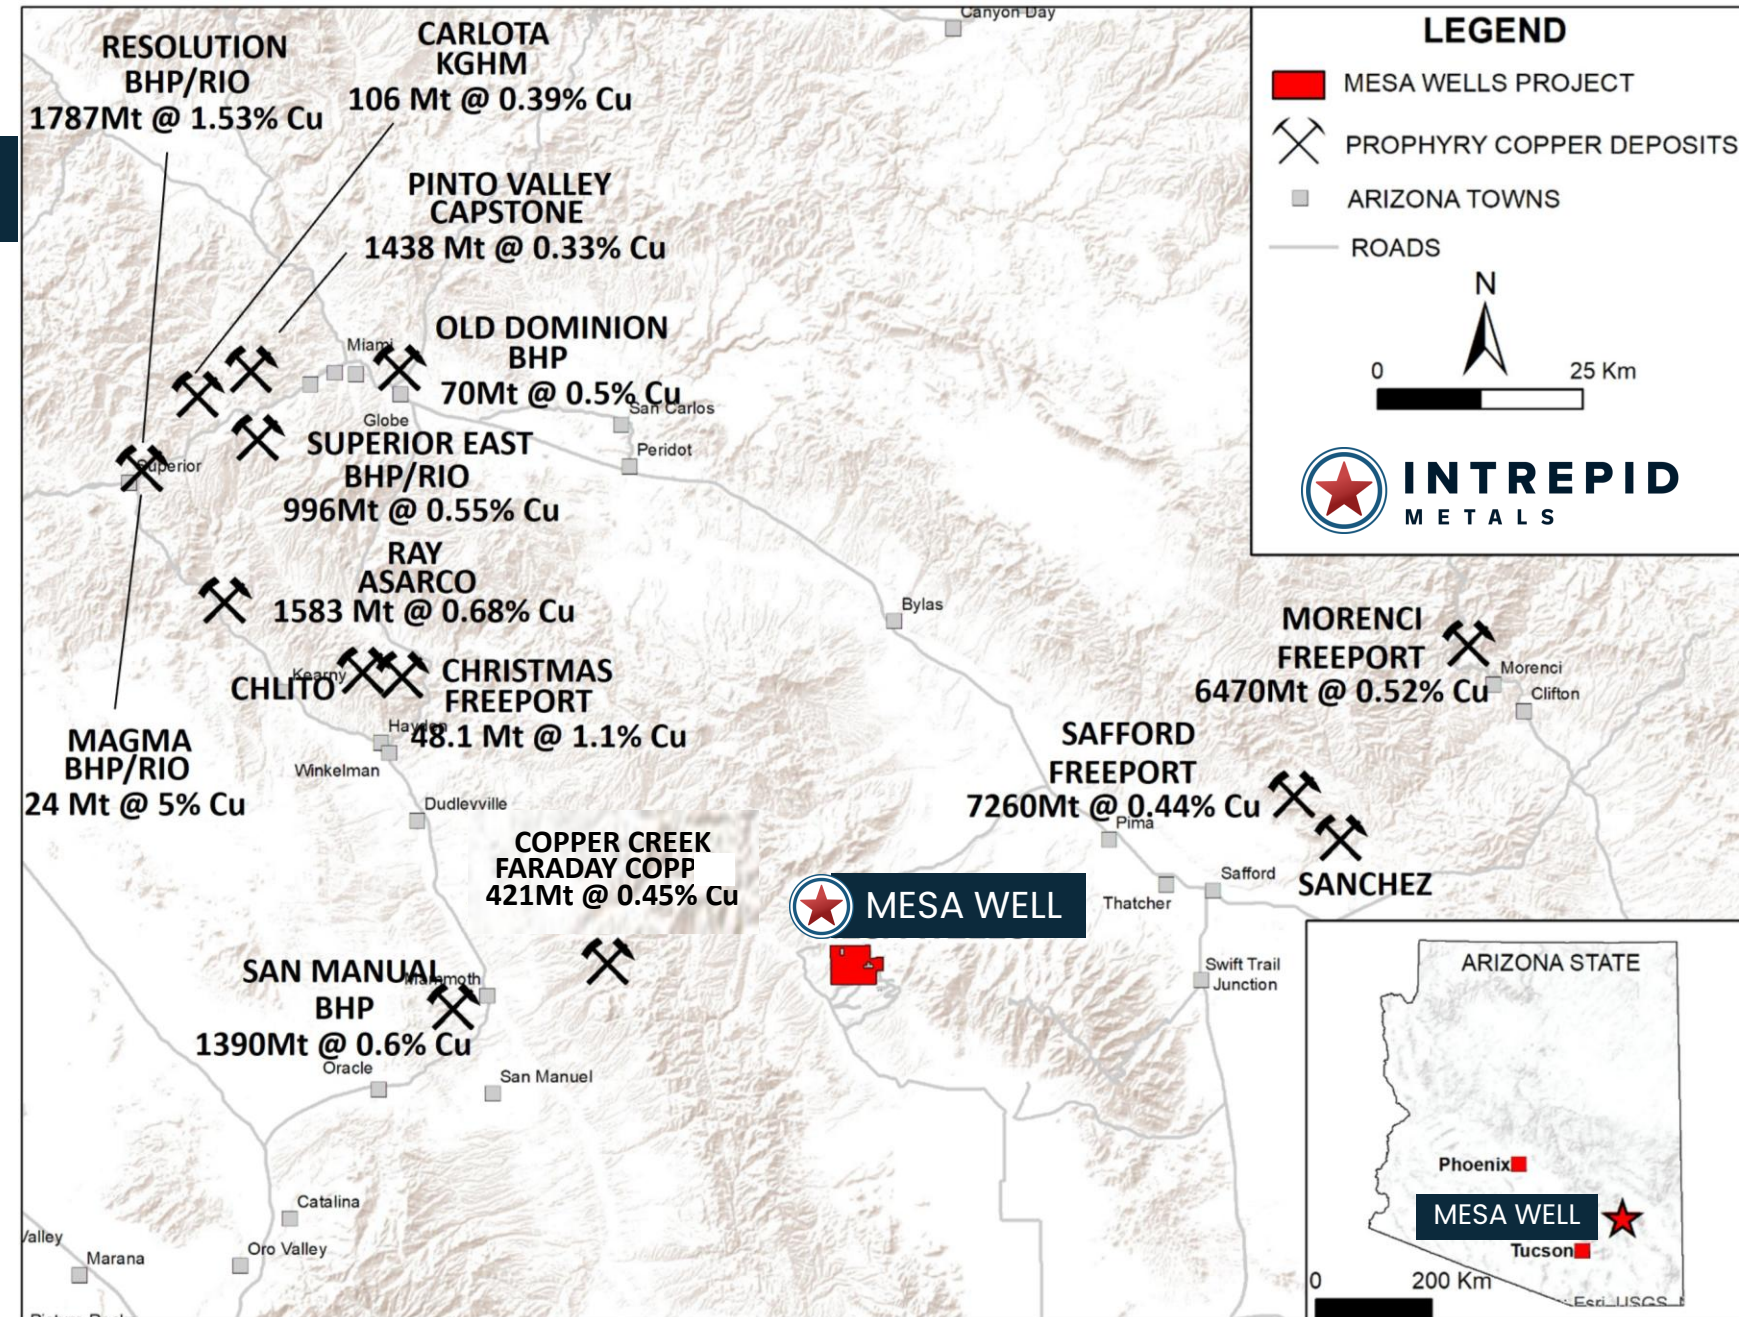 Canyon Day
RESOLUTION
BHP/RIO
1787Mt @ 1.53% Cu
CARLOTA
KGHM
106 Mt @ 0.39% Cu
PINTO VALLEY
CAPSTONE
1438 Mt @ 0.33% Cu
LEGEND
MESA WELLS PROJECT
PROPHYRY COPPER DEPOSITS
ARIZONA TOWNS
ROADS
N
0 25 Km
INTREPID
METALS
Miami
OLD DOMINION
BHP
70Mt @ 0.5% Cu
Globe
San Carlos
Peridot
Superior
SUPERIOR EAST
BHP/RIO
996Mt @ 0.55% Cu
RAY
ASARCO
1583 Mt @ 0.68% Cu
Bylas
Kearny
CHLITO
CHRISTMAS
FREEPORT
48.1 Mt @ 1.1% Cu
Hayden
Winkelman
MORENCI
FREEPORT
6470Mt @ 0.52% Cu
Morenci
Clifton
MAGMA
BHP/RIO
24 Mt @ 5% Cu
Dudleyville
SAFFORD
FREEPORT
7260Mt @ 0.44% Cu
Pima
COPPER CREEK
FARADAY COPP
421Mt @ 0.45% Cu
MESA WELL
Thatcher
Safford
SANCHEZ
SAN MANUAL
BHP
1390Mt @ 0.6% Cu
Mammoth
Swift Trail
Junction
Oracle
San Manuel
Catalina
Oro Valley
Valley
Marana
ARIZONA STATE
Phoenix
MESA WELL
Tucson
0 200 Km
Esri, USGS